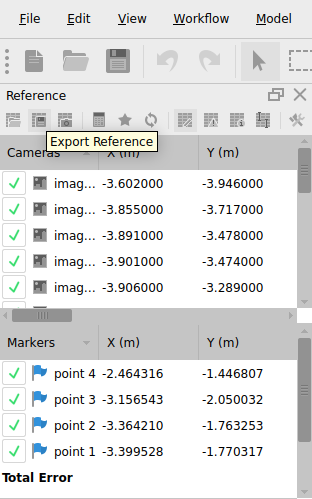 File Edit View Workflow Model
Reference
Export Reference
Cameras X (m) Y (m)
imag... -3.602000 -3.946000
imag... -3.855000 -3.717000
imag... -3.891000 -3.478000
imag... -3.901000 -3.474000
imag... -3.906000 -3.289000
Markers X (m) Y (m)
point 4 -2.464316 -1.446807
point 3 -3.156543 -2.050032
point 2 -3.364210 -1.763253
point 1 -3.399528 -1.770317
Total Error